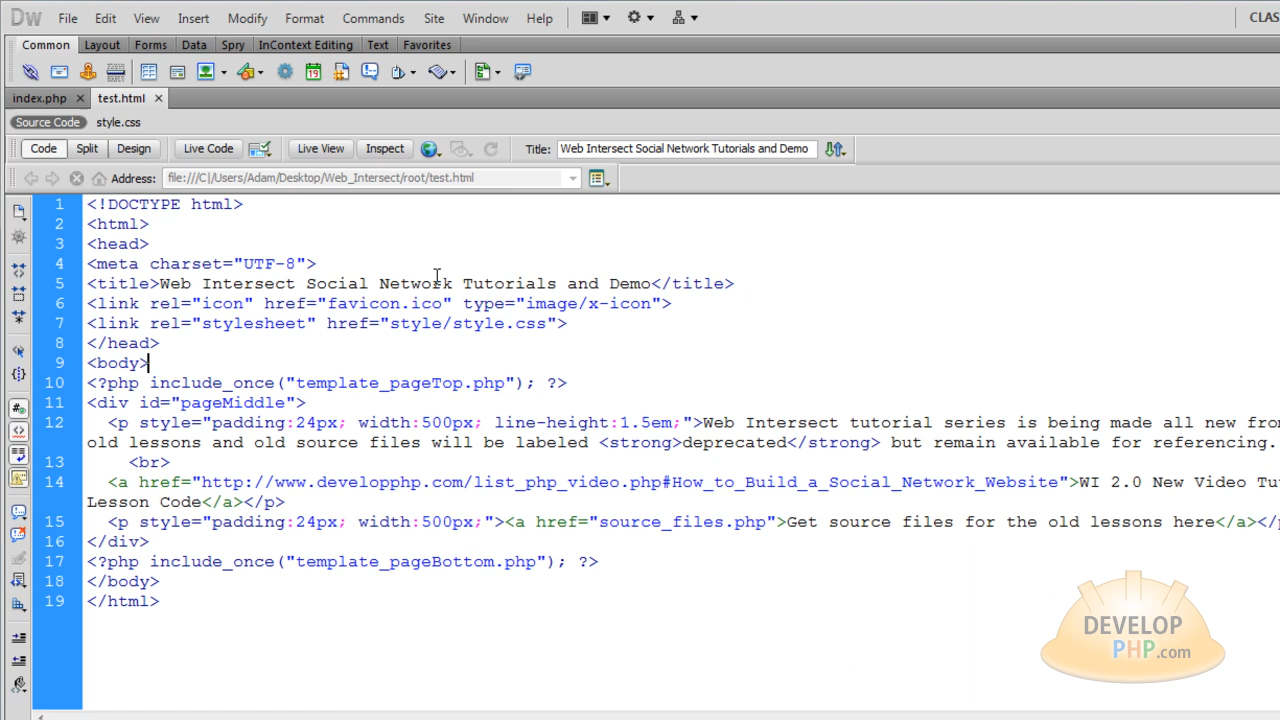 Dw File Edit View Insert Modify Format Commands Site Window Help CLAS
Common Layout Forms Data Spry InContext Editing Text Favorites
19
index.php test.html
Source Code style.css
Code Split Design Live Code Live View Inspect Title: Web Intersect Social Network Tutorials and Demo
Address: file:///C|/Users/Adam/Desktop/Web_Intersect/root/test.html
1 <!DOCTYPE html>
2 <html>
3 <head>
4 <meta charset="UTF-8">
5 <title>Web Intersect Social Network Tutorials and Demo</title>
6 <link rel="icon" href="favicon.ico" type="image/x-icon">
7 <link rel="stylesheet" href="style/style.css">
8 </head>
9 <body>
10 <?php include_once("template_pageTop.php"); ?>
11 <div id="pageMiddle">
12 <p style="padding:24px; width:500px; line-height:1.5em;">Web Intersect tutorial series is being made all new fro
old lessons and old source files will be labeled <strong>deprecated</strong> but remain available for referencing.
13 <br>
14 <a href="http://www.developphp.com/list_php_video.php#How_to_Build_a_Social_Network_Website">WI 2.0 New Video Tu
Lesson Code</a></p>
15 <p style="padding:24px; width:500px;"><a href="source_files.php">Get source files for the old lessons here</a></p
16 </div>
17 <?php include_once("template_pageBottom.php"); ?>
18 </body>
19 </html>
DEVELOP
PHP.com